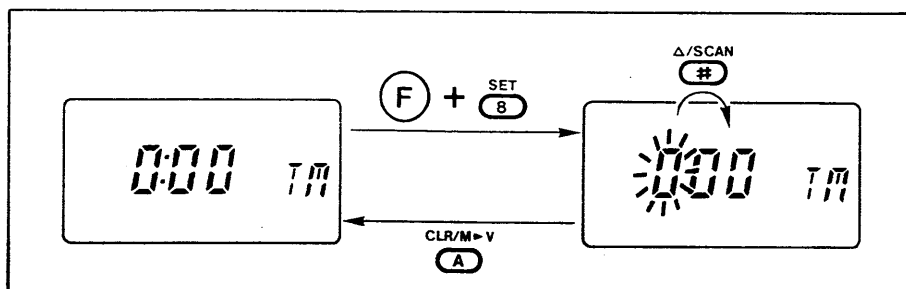 △/SCAN
#
F + SET
8
0:00 TM
0:00 TM
CLR/M►V
A